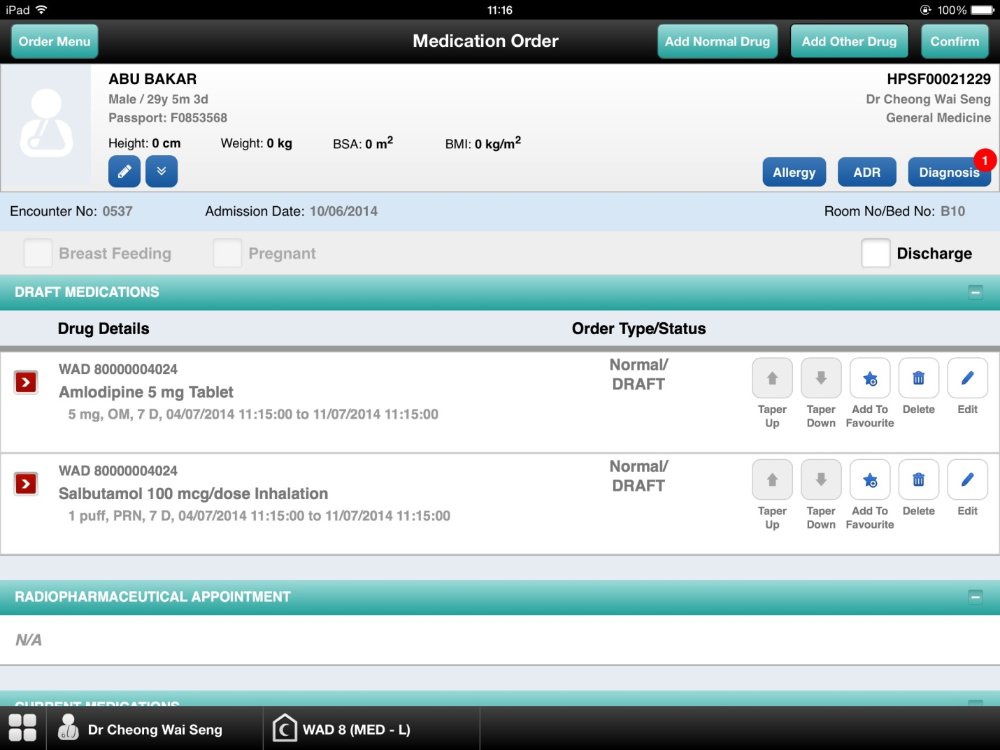 iPad 11:16 100%
Order Menu Medication Order Add Normal Drug Add Other Drug Confirm
ABU BAKAR HPSF00021229
Male / 29y 5m 3d Dr Cheong Wai Seng
Passport: F0853568 General Medicine
Height: 0 cm Weight: 0 kg BSA: 0 m² BMI: 0 kg/m²
1
Allergy ADR Diagnosis
Encounter No: 0537 Admission Date: 10/06/2014 Room No/Bed No: B10
Breast Feeding Pregnant Discharge
DRAFT MEDICATIONS
Drug Details Order Type/Status
WAD 80000004024 Normal/
Amlodipine 5 mg Tablet DRAFT
5 mg, OM, 7 D, 04/07/2014 11:15:00 to 11/07/2014 11:15:00
Taper Up Taper Down Add To Favourite Delete Edit
WAD 80000004024 Normal/
Salbutamol 100 mcg/dose Inhalation DRAFT
1 puff, PRN, 7 D, 04/07/2014 11:15:00 to 11/07/2014 11:15:00
Taper Up Taper Down Add To Favourite Delete Edit
RADIOPHARMACEUTICAL APPOINTMENT
N/A
CURRENT MEDICATIONS
Dr Cheong Wai Seng WAD 8 (MED - L)